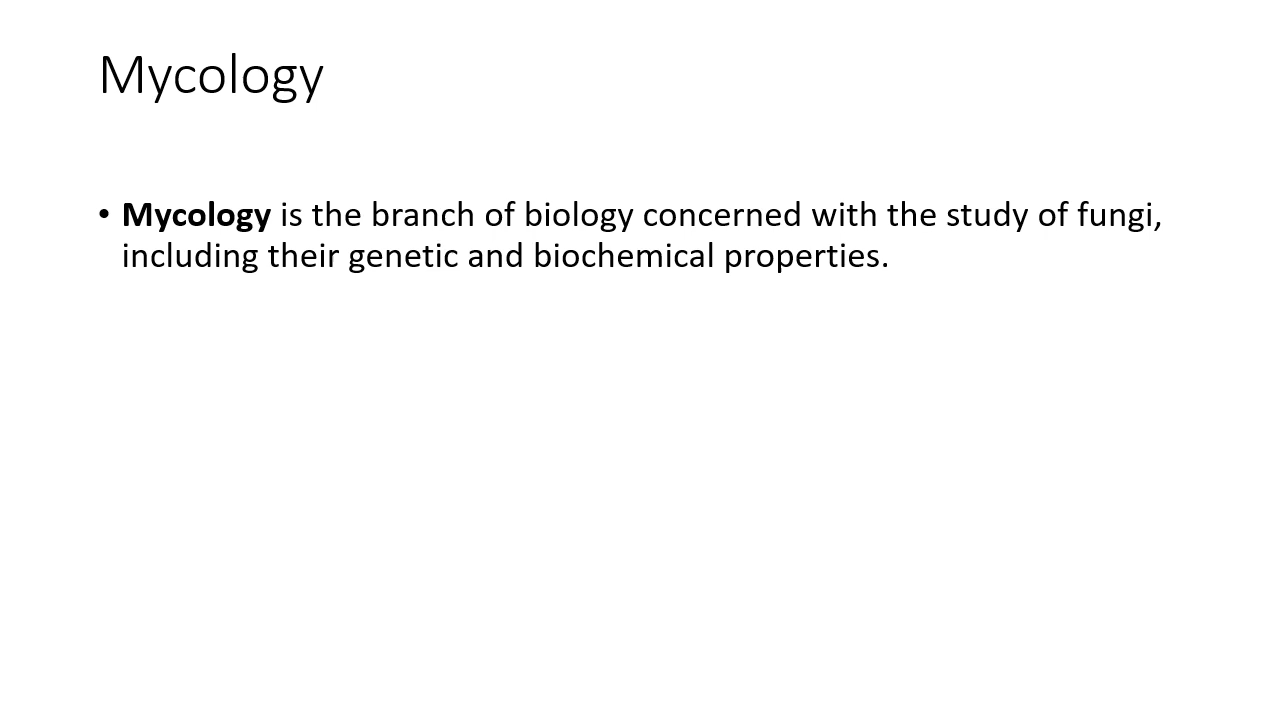 Mycology
• Mycology is the branch of biology concerned with the study of fungi,
including their genetic and biochemical properties.